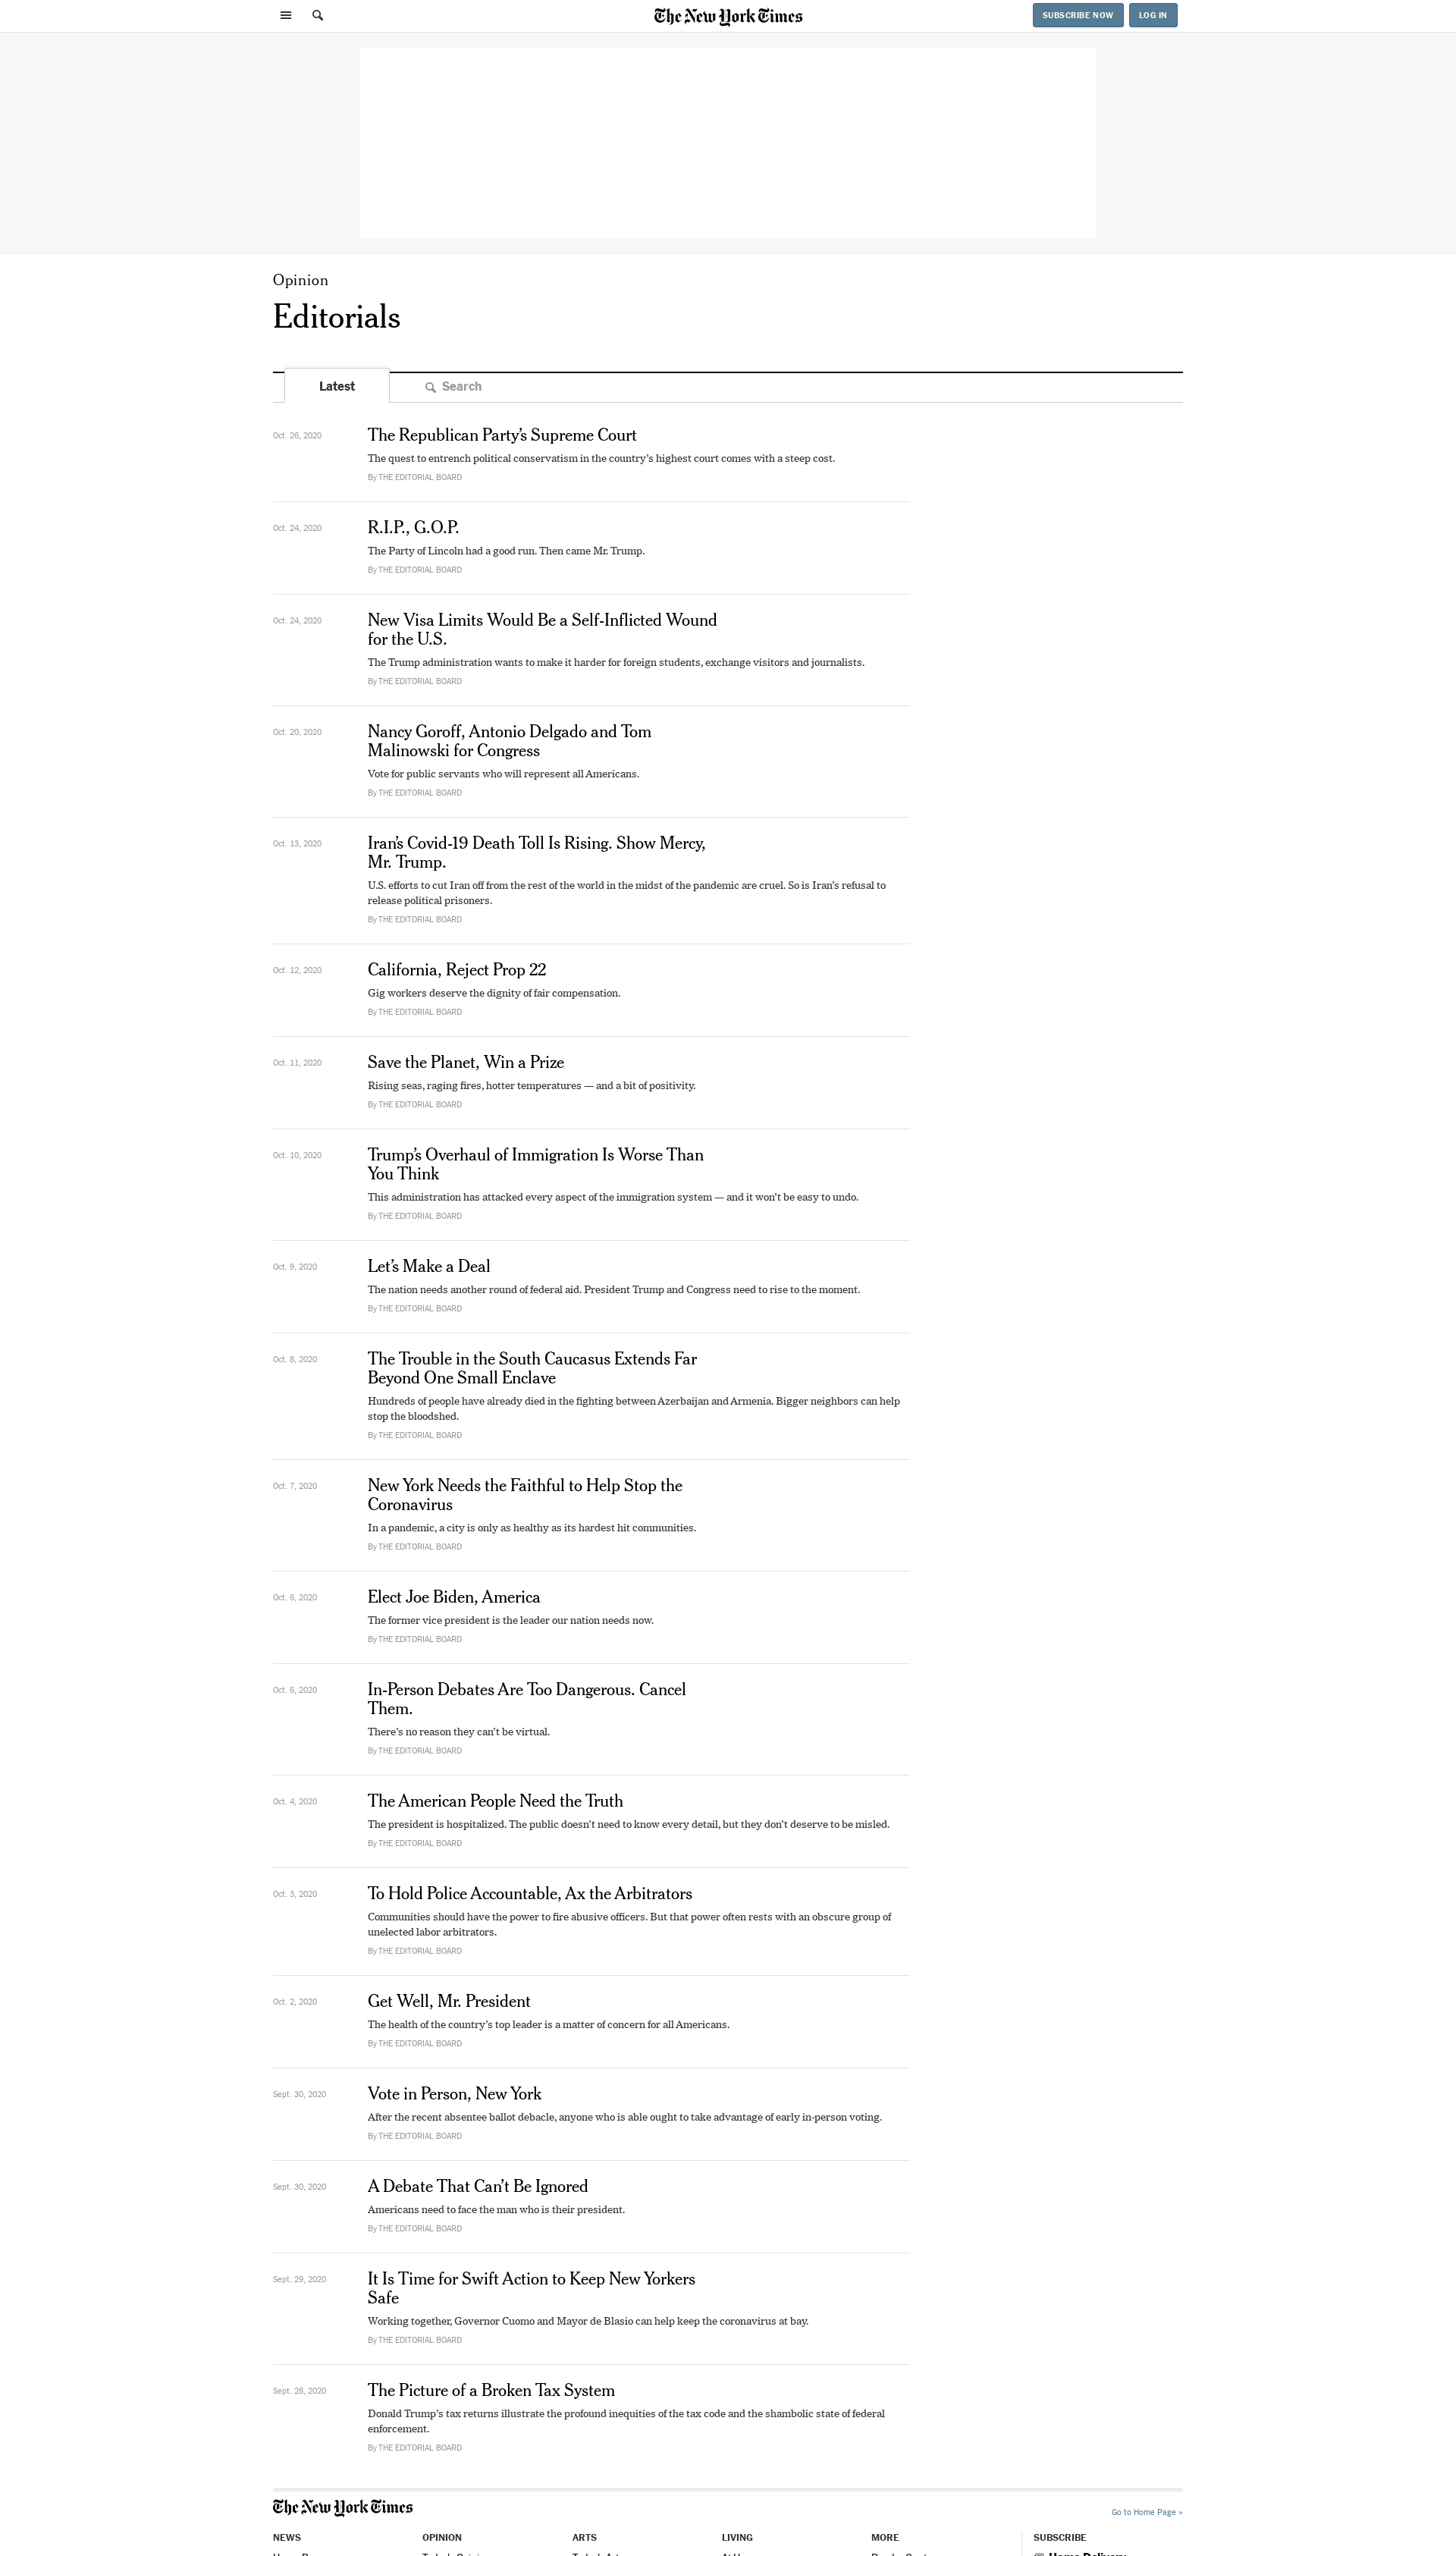 The New York Times
SUBSCRIBE NOW
LOG IN
Opinion
Editorials
Latest
Search
Oct. 26, 2020
The Republican Party’s Supreme Court
The quest to entrench political conservatism in the country’s highest court comes with a steep cost.
By THE EDITORIAL BOARD
Oct. 24, 2020
R.I.P., G.O.P.
The Party of Lincoln had a good run. Then came Mr. Trump.
By THE EDITORIAL BOARD
Oct. 24, 2020
New Visa Limits Would Be a Self-Inflicted Wound
for the U.S.
The Trump administration wants to make it harder for foreign students, exchange visitors and journalists.
By THE EDITORIAL BOARD
Oct. 20, 2020
Nancy Goroff, Antonio Delgado and Tom
Malinowski for Congress
Vote for public servants who will represent all Americans.
By THE EDITORIAL BOARD
Oct. 13, 2020
Iran’s Covid-19 Death Toll Is Rising. Show Mercy,
Mr. Trump.
U.S. efforts to cut Iran off from the rest of the world in the midst of the pandemic are cruel. So is Iran’s refusal to
release political prisoners.
By THE EDITORIAL BOARD
Oct. 12, 2020
California, Reject Prop 22
Gig workers deserve the dignity of fair compensation.
By THE EDITORIAL BOARD
Oct. 11, 2020
Save the Planet, Win a Prize
Rising seas, raging fires, hotter temperatures — and a bit of positivity.
By THE EDITORIAL BOARD
Oct. 10, 2020
Trump’s Overhaul of Immigration Is Worse Than
You Think
This administration has attacked every aspect of the immigration system — and it won’t be easy to undo.
By THE EDITORIAL BOARD
Oct. 9, 2020
Let’s Make a Deal
The nation needs another round of federal aid. President Trump and Congress need to rise to the moment.
By THE EDITORIAL BOARD
Oct. 8, 2020
The Trouble in the South Caucasus Extends Far
Beyond One Small Enclave
Hundreds of people have already died in the fighting between Azerbaijan and Armenia. Bigger neighbors can help
stop the bloodshed.
By THE EDITORIAL BOARD
Oct. 7, 2020
New York Needs the Faithful to Help Stop the
Coronavirus
In a pandemic, a city is only as healthy as its hardest hit communities.
By THE EDITORIAL BOARD
Oct. 6, 2020
Elect Joe Biden, America
The former vice president is the leader our nation needs now.
By THE EDITORIAL BOARD
Oct. 6, 2020
In-Person Debates Are Too Dangerous. Cancel
Them.
There’s no reason they can’t be virtual.
By THE EDITORIAL BOARD
Oct. 4, 2020
The American People Need the Truth
The president is hospitalized. The public doesn’t need to know every detail, but they don’t deserve to be misled.
By THE EDITORIAL BOARD
Oct. 3, 2020
To Hold Police Accountable, Ax the Arbitrators
Communities should have the power to fire abusive officers. But that power often rests with an obscure group of
unelected labor arbitrators.
By THE EDITORIAL BOARD
Oct. 2, 2020
Get Well, Mr. President
The health of the country’s top leader is a matter of concern for all Americans.
By THE EDITORIAL BOARD
Sept. 30, 2020
Vote in Person, New York
After the recent absentee ballot debacle, anyone who is able ought to take advantage of early in-person voting.
By THE EDITORIAL BOARD
Sept. 30, 2020
A Debate That Can’t Be Ignored
Americans need to face the man who is their president.
By THE EDITORIAL BOARD
Sept. 29, 2020
It Is Time for Swift Action to Keep New Yorkers
Safe
Working together, Governor Cuomo and Mayor de Blasio can help keep the coronavirus at bay.
By THE EDITORIAL BOARD
Sept. 28, 2020
The Picture of a Broken Tax System
Donald Trump’s tax returns illustrate the profound inequities of the tax code and the shambolic state of federal
enforcement.
By THE EDITORIAL BOARD
The New York Times
Go to Home Page »
NEWS
OPINION
ARTS
LIVING
MORE
SUBSCRIBE
Home Delivery